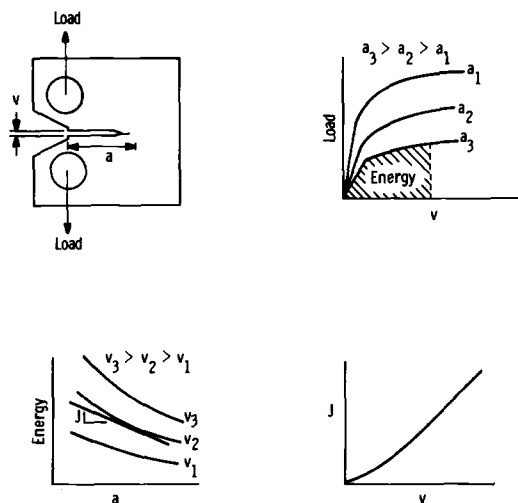 Load
v
a
Load
a3 > a2 > a1
a1
a2
a3
Load
Energy
v
v3 > v2 > v1
Energy
J
v3
v2
v1
a
J
v